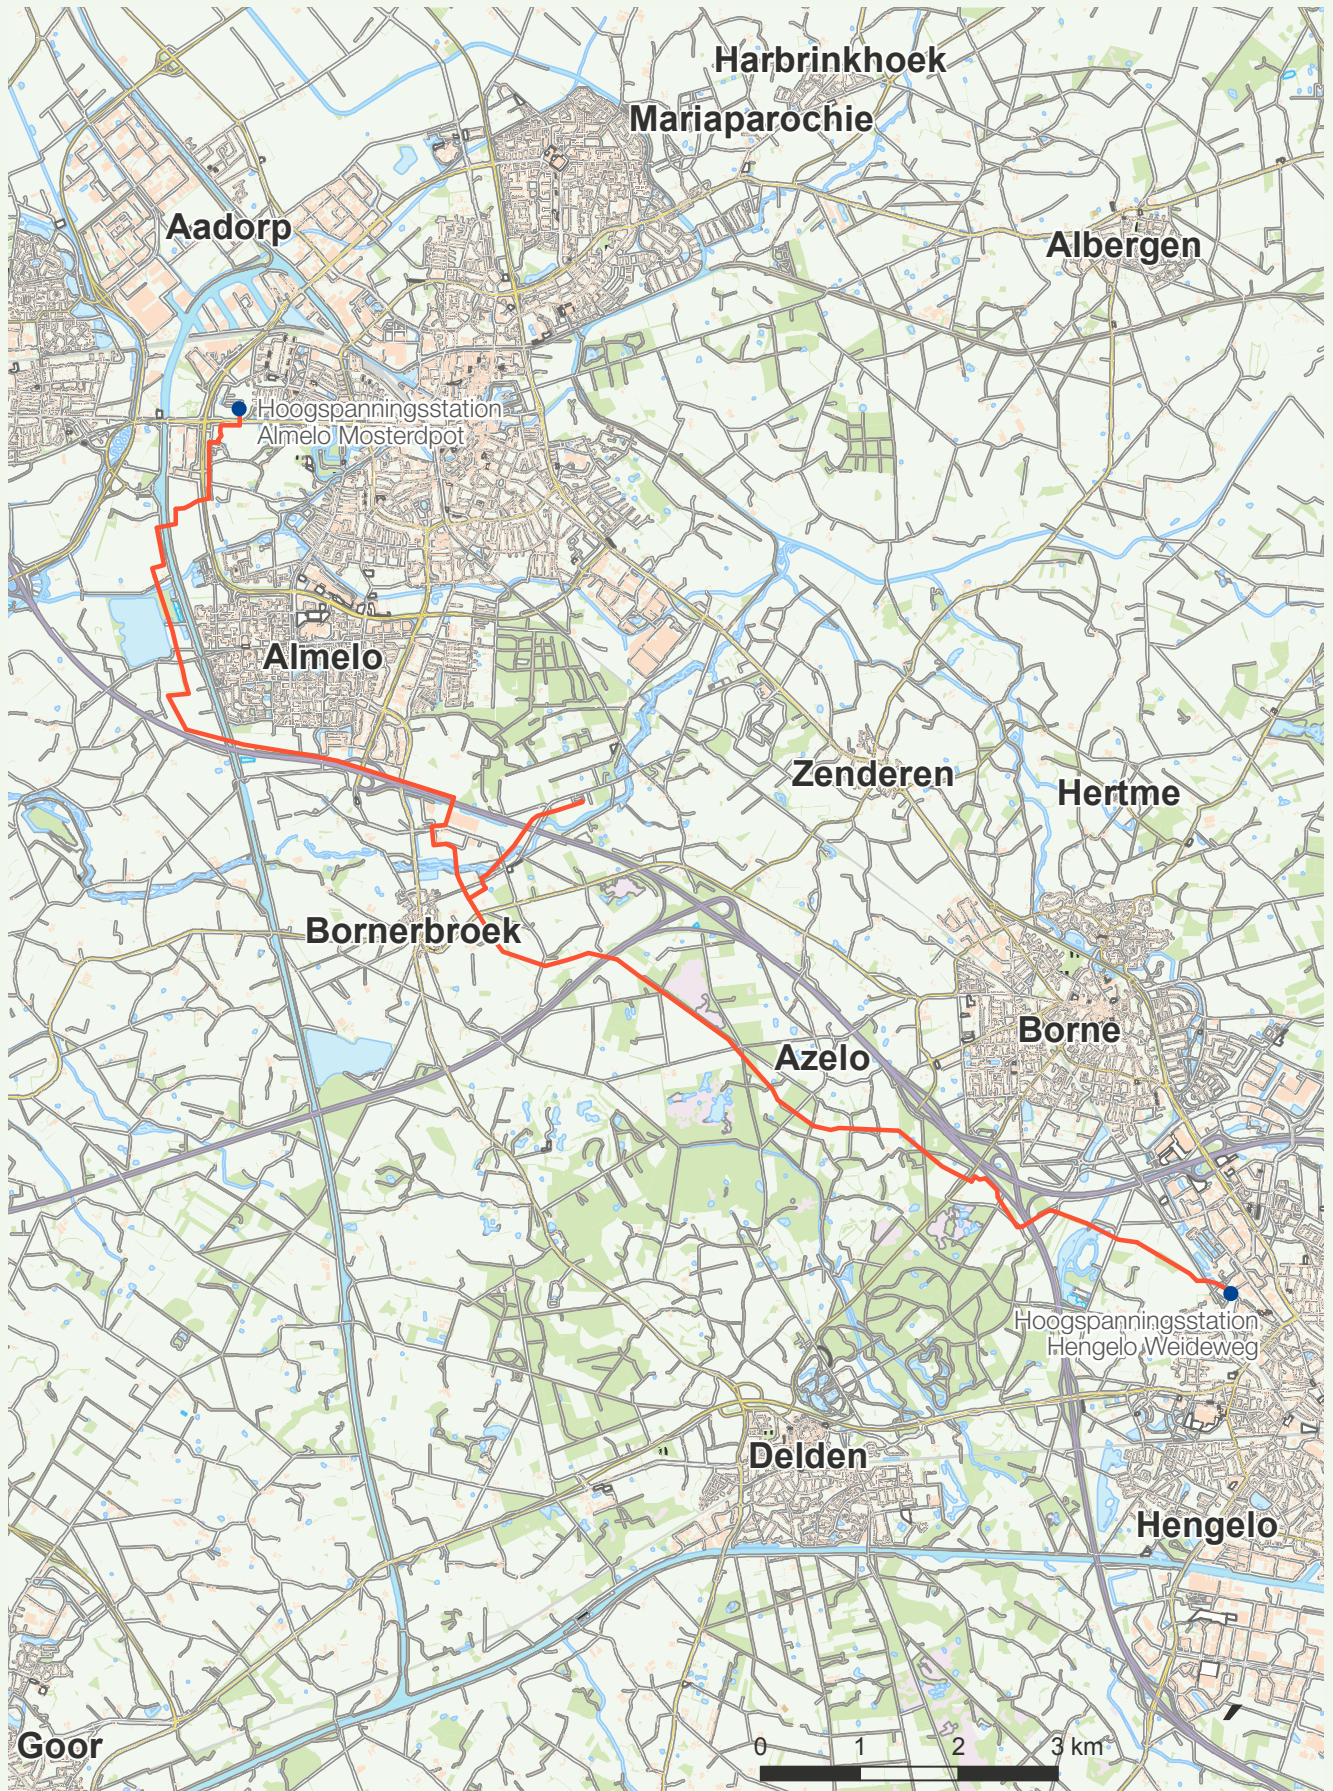 Harbrinkhoek
Mariaparochie
Aadorp
Albergen
Hoogspanningsstation
Almelo Mosterdpot
Almelo
Zenderen
Hertme
Bornerbroek
Borne
Azelo
Hoogspanningsstation
Hengelo Weideweg
Delden
Hengelo
Goor
0 1 2 3 km